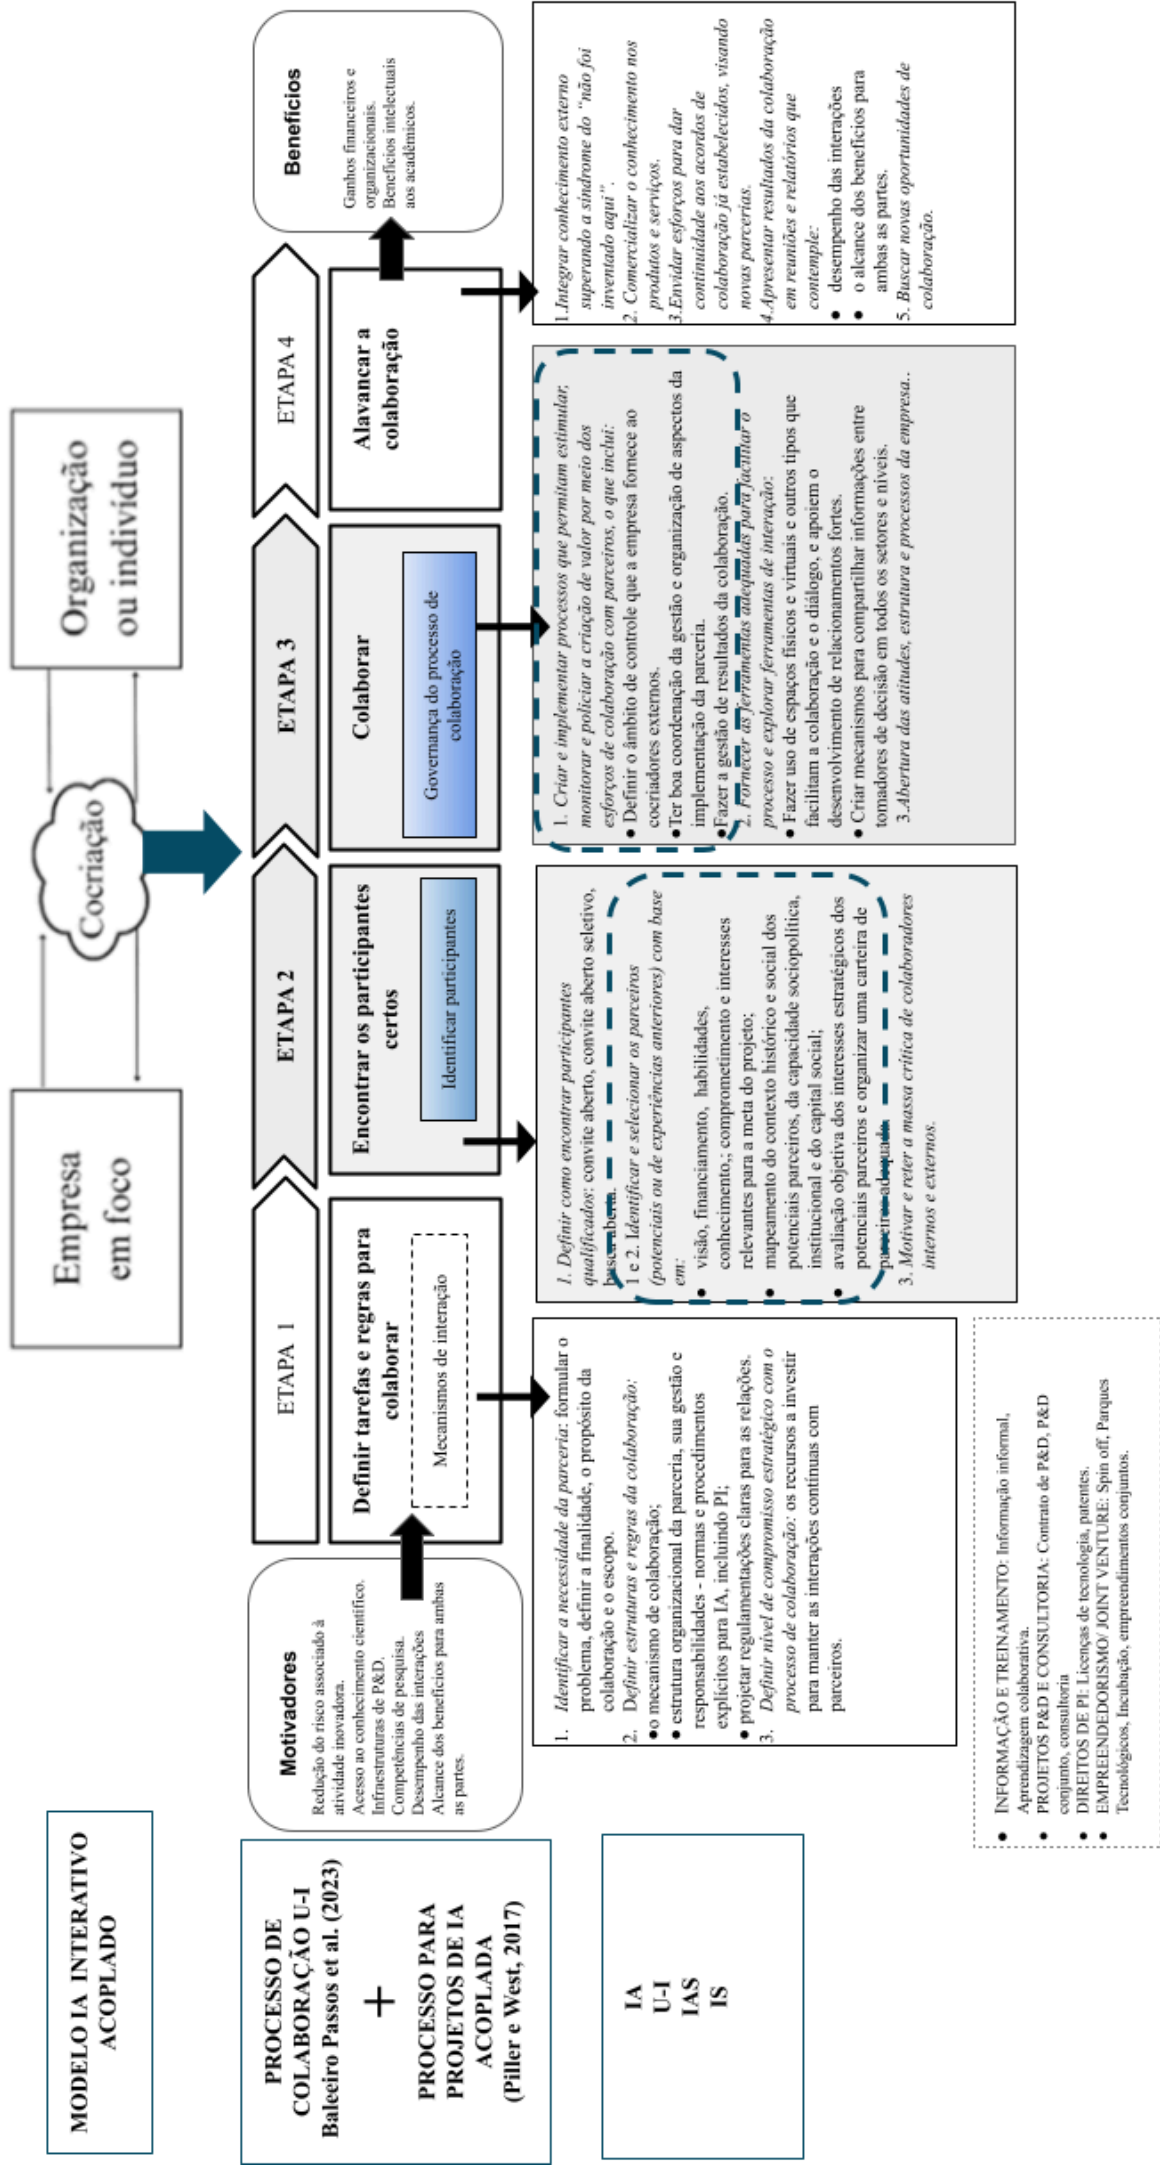 MODELO IA INTERATIVO
ACOPLADO
Empresa
em foco
Cocriação
Organização
ou indivíduo
PROCESSO DE
COLABORAÇÃO U-I
Baleeiro Passos et al. (2023)
+
PROCESSO PARA
PROJETOS DE IA
ACOPLADA
(Piller e West, 2017)
Motivadores
Redução do risco associado à
atividade inovadora.
Acesso ao conhecimento científico.
Infraestruturas de P&D.
Competências de pesquisa.
Desempenho das interações
Alcance dos benefícios para ambas
as partes.
ETAPA 1
Definir tarefas e regras para
colaborar
Mecanismos de interação
ETAPA 2
Encontrar os participantes
certos
Identificar participantes
ETAPA 3
Colaborar
Governança do processo de
colaboração
ETAPA 4
Alavancar a
colaboração
Benefícios
Ganhos financeiros e
organizacionais.
Benefícios intelectuais
aos acadêmicos.
IA
U-I
IAS
IS
1. Identificar a necessidade da parceria: formular o
problema, definir a finalidade, o propósito da
colaboração e o escopo.
2. Definir estruturas e regras da colaboração:
●o mecanismo de colaboração;
● estrutura organizacional da parceria, sua gestão e
responsabilidades - normas e procedimentos
explícitos para IA, incluindo PI;
● projetar regulamentações claras para as relações.
3. Definir nível de compromisso estratégico com o
processo de colaboração: os recursos a investir
para manter as interações contínuas com
parceiros.
1. Definir como encontrar participantes
qualificados: convite aberto, convite aberto seletivo,
busca aberta.
1 e 2. Identificar e selecionar os parceiros
(potenciais ou de experiências anteriores) com base
em:
● visão, financiamento, habilidades,
conhecimento,; comprometimento e interesses
relevantes para a meta do projeto;
● mapeamento do contexto histórico e social dos
potenciais parceiros, da capacidade sociopolítica,
institucional e do capital social;
● avaliação objetiva dos interesses estratégicos dos
potenciais parceiros e organizar uma carteira de
parceiros adequada.
3. Motivar e reter a massa crítica de colaboradores
internos e externos.
1. Criar e implementar processos que permitam estimular,
monitorar e policiar a criação de valor por meio dos
esforços de colaboração com parceiros, o que inclui:
● Definir o âmbito de controle que a empresa fornece ao
cocriadores externos.
●Ter boa coordenação da gestão e organização de aspectos da
implementação da parceria.
●Fazer a gestão de resultados da colaboração.
2. Fornecer as ferramentas adequadas para facilitar o
processo e explorar ferramentas de interação:
● Fazer uso de espaços físicos e virtuais e outros tipos que
facilitam a colaboração e o diálogo, e apoiem o
desenvolvimento de relacionamentos fortes.
● Criar mecanismos para compartilhar informações entre
tomadores de decisão em todos os setores e níveis.
3.Abertura das atitudes, estrutura e processos da empresa..
1.Integrar conhecimento externo
superando a síndrome do "não foi
inventado aqui".
2. Comercializar o conhecimento nos
produtos e serviços.
3.Envidar esforços para dar
continuidade aos acordos de
colaboração já estabelecidos, visando
novas parcerias.
4.Apresentar resultados da colaboração
em reuniões e relatórios que
contemple:
● desempenho das interações
● o alcance dos benefícios para
ambas as partes.
5. Buscar novas oportunidades de
colaboração.
● INFORMAÇÃO E TREINAMENTO: Informação informal,
Aprendizagem colaborativa.
● PROJETOS P&D E CONSULTORIA: Contrato de P&D, P&D
conjunto, consultoria
● DIREITOS DE PI: Licenças de tecnologia, patentes.
● EMPREENDEDORISMO/ JOINT VENTURE: Spin off, Parques
Tecnológicos, Incubação, empreendimentos conjuntos.